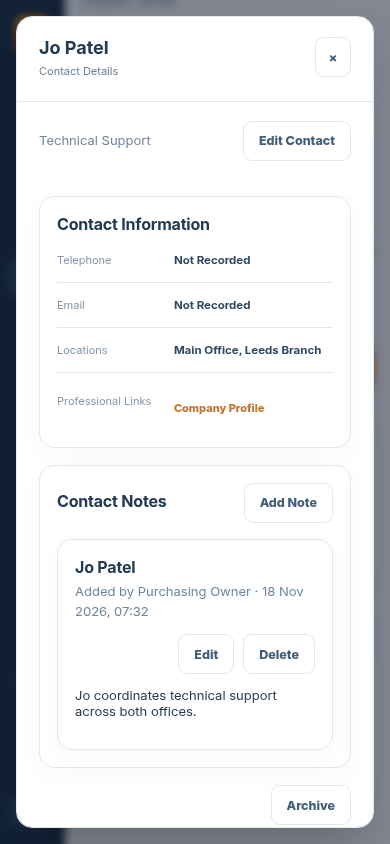 Jo Patel
Contact Details
×
Technical Support
Edit Contact
Contact Information
Telephone Not Recorded
Email Not Recorded
Locations Main Office, Leeds Branch
Professional Links Company Profile
Contact Notes
Add Note
Jo Patel
Added by Purchasing Owner · 18 Nov
2026, 07:32
Edit Delete
Jo coordinates technical support
across both offices.
Archive